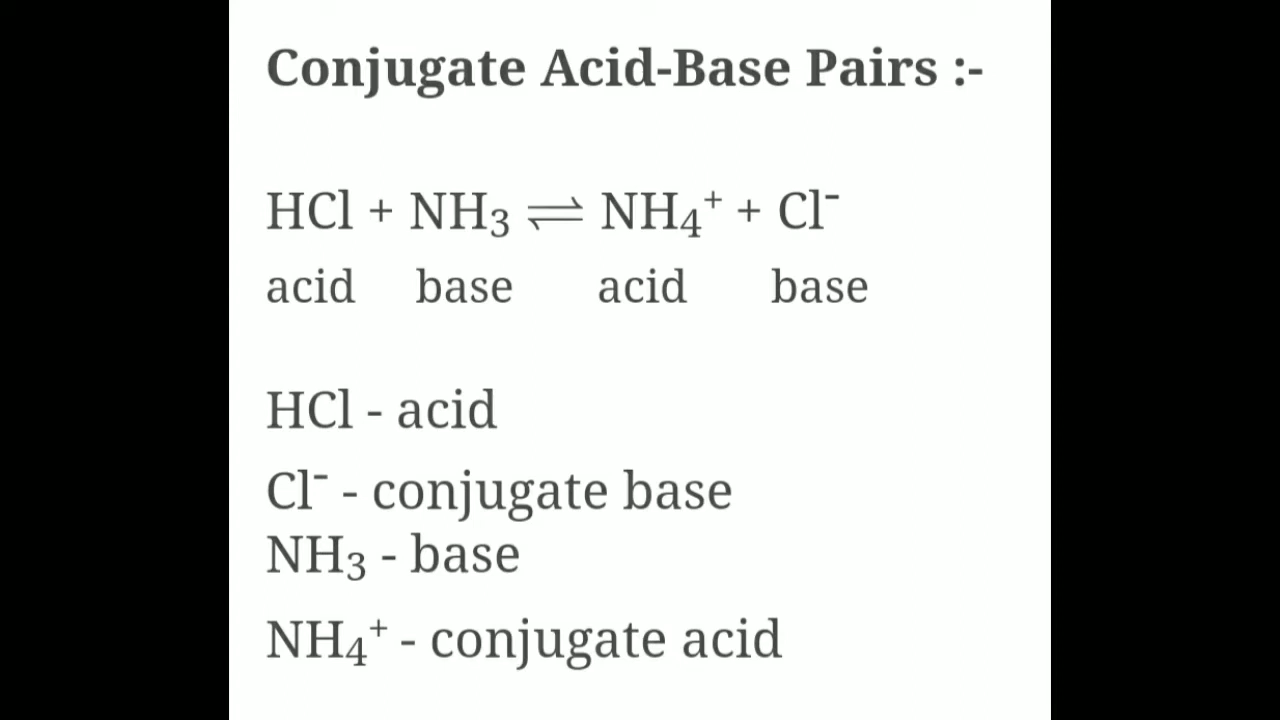 Conjugate Acid-Base Pairs :-
HCl + NH₃ ⇌ NH₄⁺ + Cl⁻
acid base acid base
HCl - acid
Cl⁻ - conjugate base
NH₃ - base
NH₄⁺ - conjugate acid